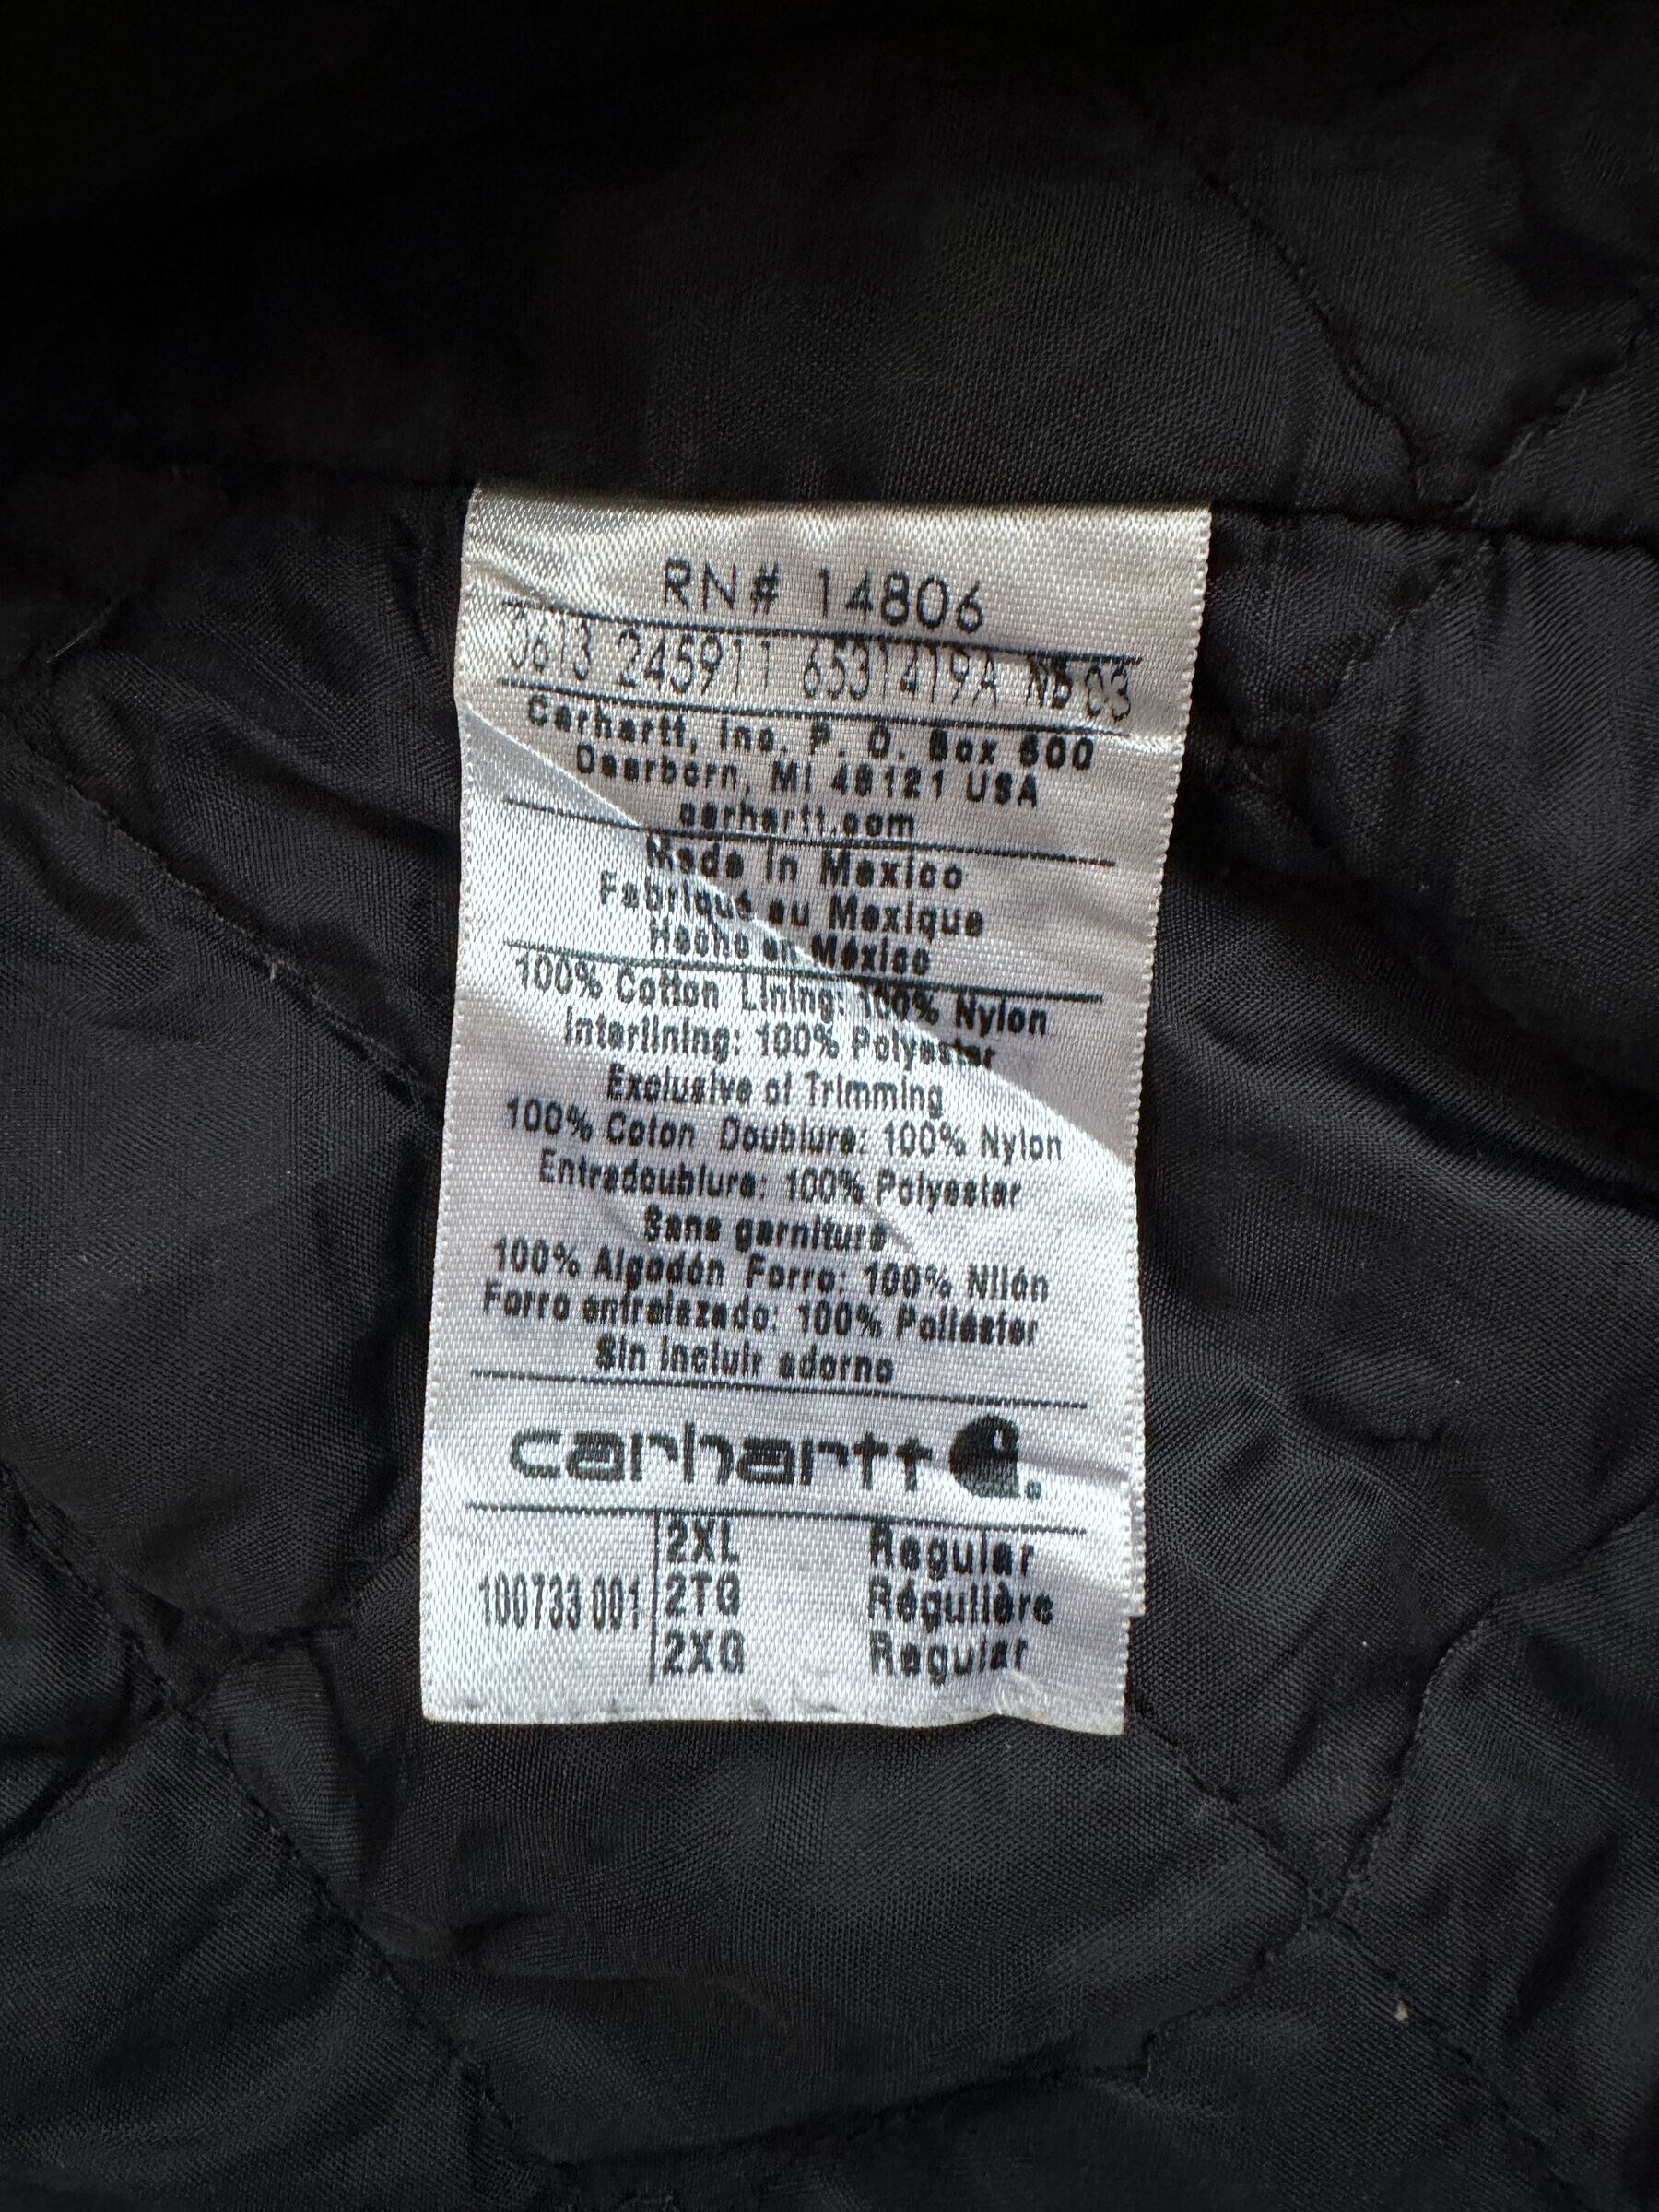 RN# 14806
0613 245911 6531419A ND 03
Carhartt, Inc. P. O. Box 600
Dearborn, MI 48121 USA
carhartt.com
Made in Mexico
Fabriqué au Mexique
Hecho en México
100% Cotton Lining: 100% Nylon
Interlining: 100% Polyester
Exclusive of Trimming
100% Coton Doublure: 100% Nylon
Entredoublure: 100% Polyester
Sans garniture
100% Algodón Forro: 100% Nilón
Forro entrelazado: 100% Poliéster
Sin incluir adorno
carhartt
2XL Regular
100733 001 2TG Régulière
2XG Regular